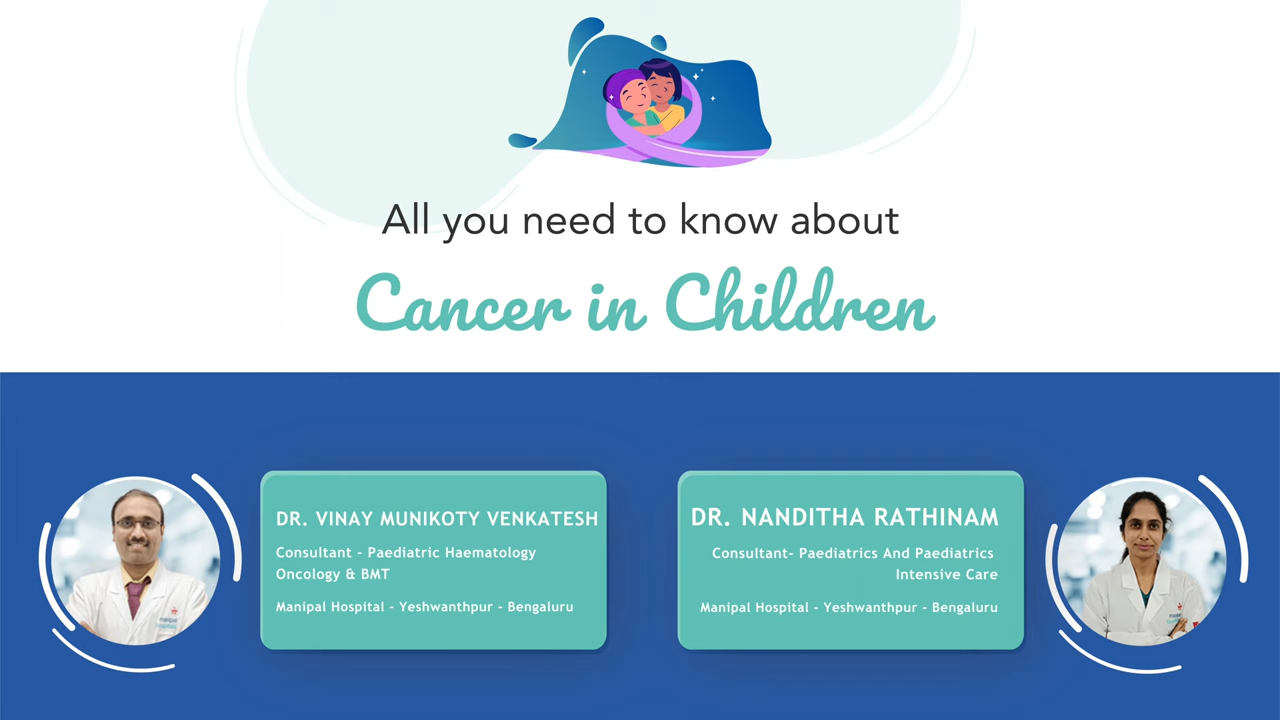 All you need to know about
Cancer in Children
DR. VINAY MUNIKOTY VENKATESH
Consultant - Paediatric Haematology
Oncology & BMT
Manipal Hospital - Yeshwanthpur - Bengaluru
DR. NANDITHA RATHINAM
Consultant- Paediatrics And Paediatrics
Intensive Care
Manipal Hospital - Yeshwanthpur - Bengaluru